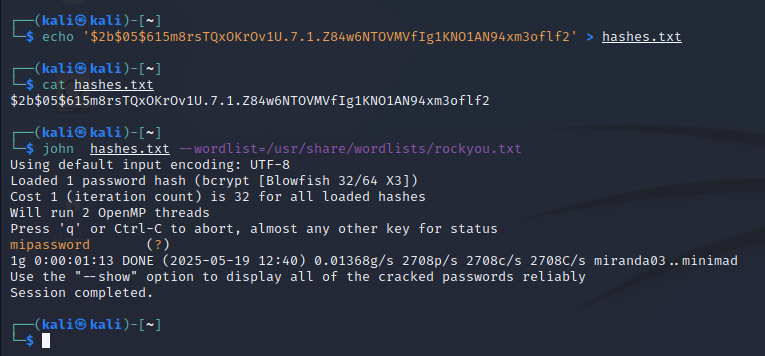 ┌──(kali㉿kali)-[~]
└─$ echo '$2b$05$615m8rsTQxOKrOv1U.7.1.Z84w6NTOVMVfIg1KNO1AN94xm3oflf2' > hashes.txt
┌──(kali㉿kali)-[~]
└─$ cat hashes.txt
$2b$05$615m8rsTQxOKrOv1U.7.1.Z84w6NTOVMVfIg1KNO1AN94xm3oflf2
┌──(kali㉿kali)-[~]
└─$ john  hashes.txt --wordlist=/usr/share/wordlists/rockyou.txt
Using default input encoding: UTF-8
Loaded 1 password hash (bcrypt [Blowfish 32/64 X3])
Cost 1 (iteration count) is 32 for all loaded hashes
Will run 2 OpenMP threads
Press 'q' or Ctrl-C to abort, almost any other key for status
mipassword       (?)
1g 0:00:01:13 DONE (2025-05-19 12:40) 0.01368g/s 2708p/s 2708c/s 2708C/s miranda03..minimad
Use the "--show" option to display all of the cracked passwords reliably
Session completed.
┌──(kali㉿kali)-[~]
└─$